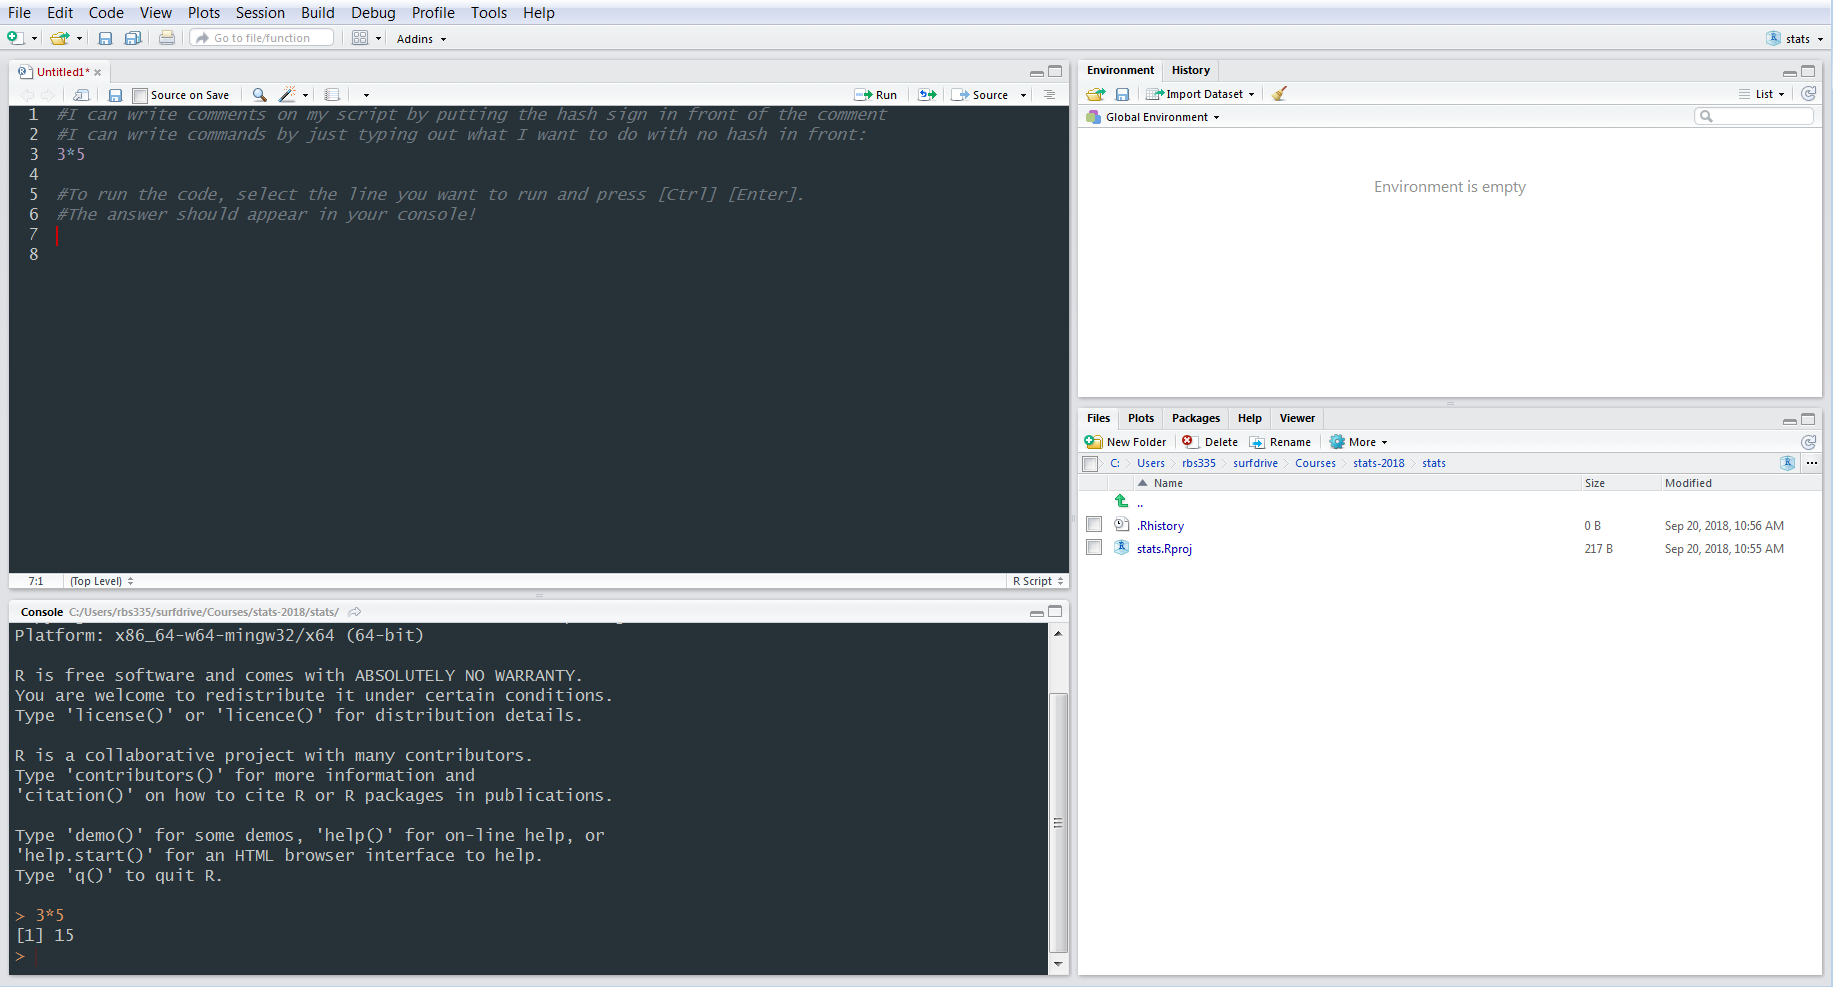 File Edit Code View Plots Session Build Debug Profile Tools Help
Go to file/function Addins stats
Untitled1*
Source on Save Run Source
1 #I can write comments on my script by putting the hash sign in front of the comment
2 #I can write commands by just typing out what I want to do with no hash in front:
3 3*5
4
5 #To run the code, select the line you want to run and press [Ctrl] [Enter].
6 #The answer should appear in your console!
7
8
7:1 (Top Level) R Script
Console C:/Users/rbs335/surfdrive/Courses/stats-2018/stats/
Platform: x86_64-w64-mingw32/x64 (64-bit)
R is free software and comes with ABSOLUTELY NO WARRANTY.
You are welcome to redistribute it under certain conditions.
Type 'license()' or 'licence()' for distribution details.
R is a collaborative project with many contributors.
Type 'contributors()' for more information and
'citation()' on how to cite R or R packages in publications.
Type 'demo()' for some demos, 'help()' for on-line help, or
'help.start()' for an HTML browser interface to help.
Type 'q()' to quit R.
> 3*5
[1] 15
>
Environment History
Import Dataset List
Global Environment
Environment is empty
Files Plots Packages Help Viewer
New Folder Delete Rename More
C: Users rbs335 surfdrive Courses stats-2018 stats ...
Name Size Modified
..
.Rhistory 0 B Sep 20, 2018, 10:56 AM
stats.Rproj 217 B Sep 20, 2018, 10:55 AM